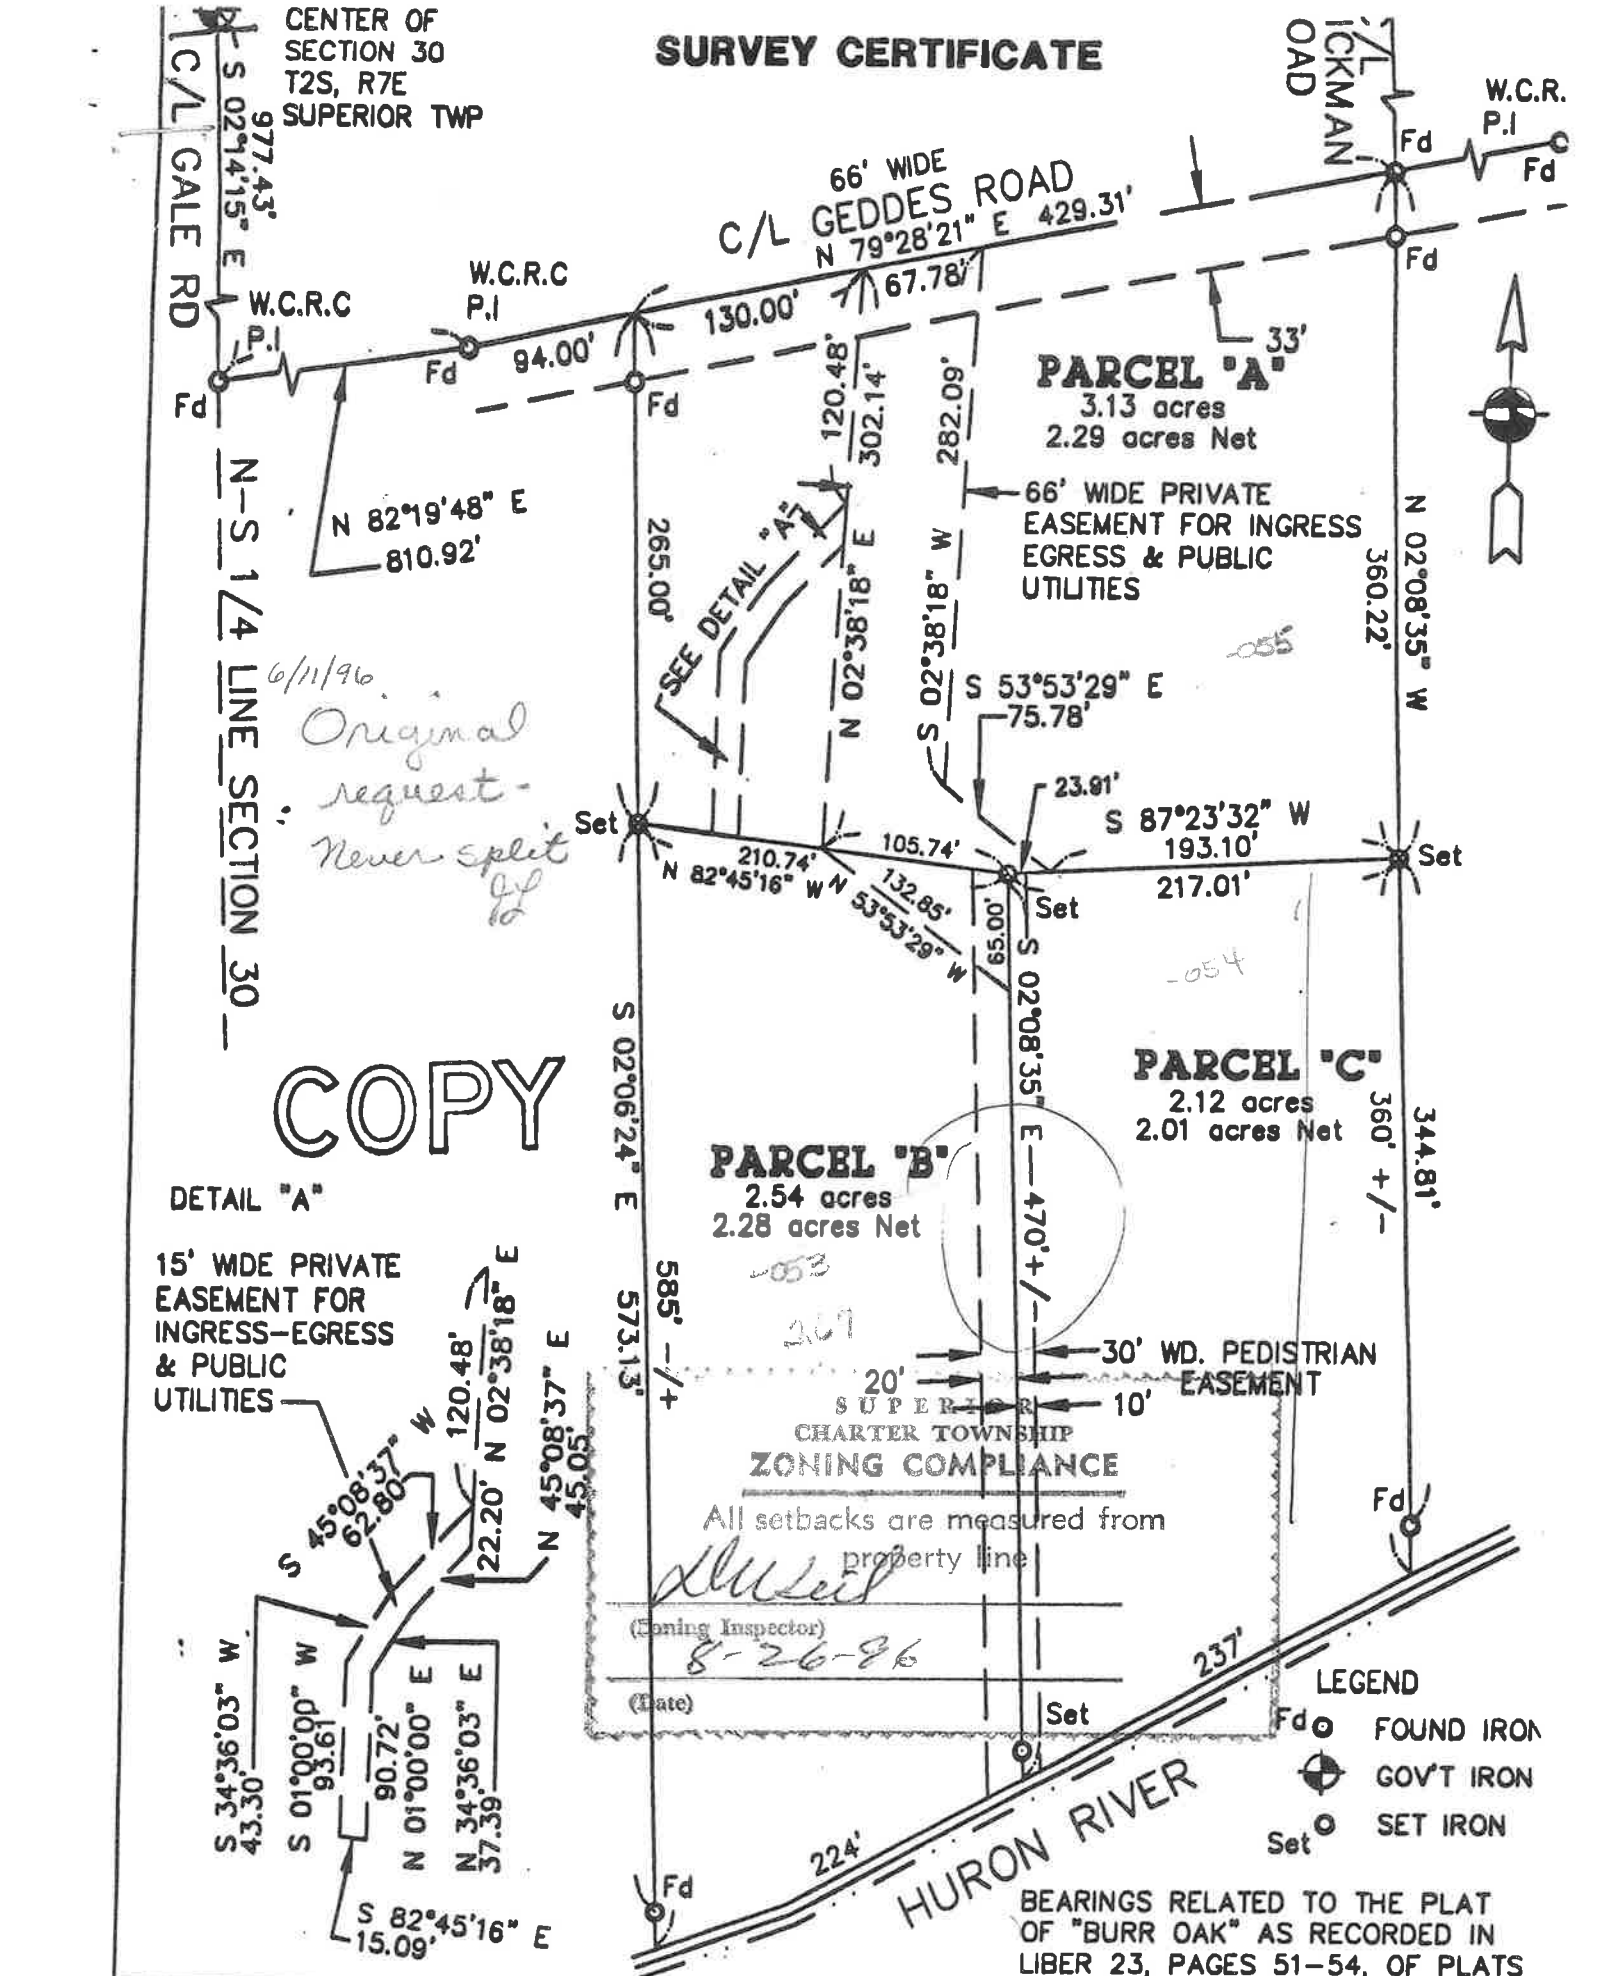 SURVEY CERTIFICATE
CENTER OF
SECTION 30
T2S, R7E
SUPERIOR TWP
C/L GALE RD
977.43'
S 02°14'15" E
C/L
ICKMAN
OAD
W.C.R.
P.I
Fd
Fd
Fd
66' WIDE
C/L GEDDES ROAD
N 79°28'21" E 429.31'
W.C.R.C
P.I
W.C.R.C
P.I
Fd
Fd
94.00'
130.00'
67.78'
33'
Fd
N 82°19'48" E
810.92'
N-S 1/4 LINE SECTION 30
PARCEL "A"
3.13 acres
2.29 acres Net
120.48'
302.14'
282.09'
66' WIDE PRIVATE
EASEMENT FOR INGRESS
EGRESS & PUBLIC
UTILITIES
265.00'
SEE DETAIL "A"
N 02°38'18" E
S 02°38'18" W
N 02°08'35" W
360.22'
-055
6/11/96
Original
request-
Never split
S 53°53'29" E
75.78'
23.91'
S 87°23'32" W
193.10'
217.01'
Set
Set
Set
105.74'
210.74'
N 82°45'16" W
132.85'
N 53°53'29" W
65.00'
S 02°08'35" E 470'+/-
-054
S 02°06'24" E 573.13'
585' -/+
COPY
PARCEL "C"
2.12 acres
2.01 acres Net
360' +/-
344.81'
PARCEL "B"
2.54 acres
2.28 acres Net
-053
267
DETAIL "A"
15' WIDE PRIVATE
EASEMENT FOR
INGRESS-EGRESS
& PUBLIC
UTILITIES
120.48'
N 02°38'18" E
22.20'
N 45°08'37" E
45.05'
S 45°08'37" W
62.80'
S 34°36'03" W
43.30'
S 01°00'00" W
93.61
90.72'
N 01°00'00" E
N 34°36'03" E
37.39'
S 82°45'16" E
15.09'
30' WD. PEDISTRIAN
EASEMENT
20'
10'
SUPERIOR
CHARTER TOWNSHIP
ZONING COMPLIANCE
All setbacks are measured from
property line
(Zoning Inspector)
8-26-96
(Date)
Set
Fd
Fd
237'
224'
HURON RIVER
LEGEND
Fd FOUND IRON
GOV'T IRON
Set SET IRON
BEARINGS RELATED TO THE PLAT
OF "BURR OAK" AS RECORDED IN
LIBER 23, PAGES 51-54, OF PLATS